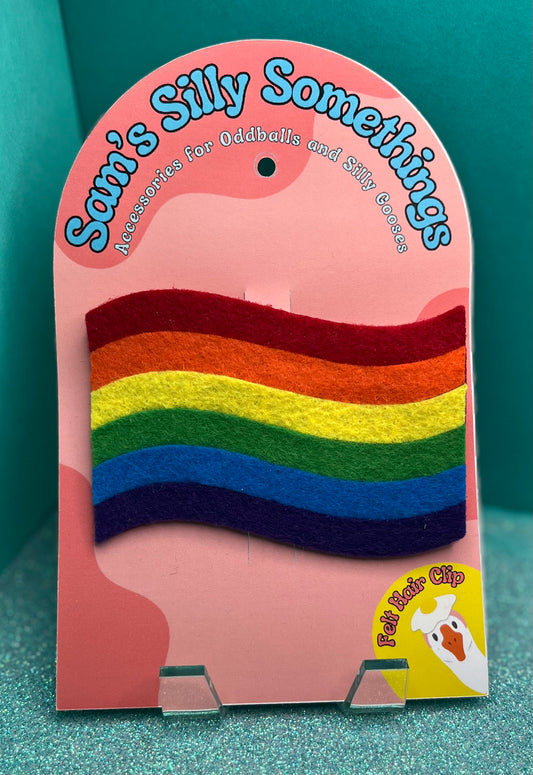 Sam's Silly Somethings
Accessories for Oddballs and Silly Gooses
Felt Hair Clip